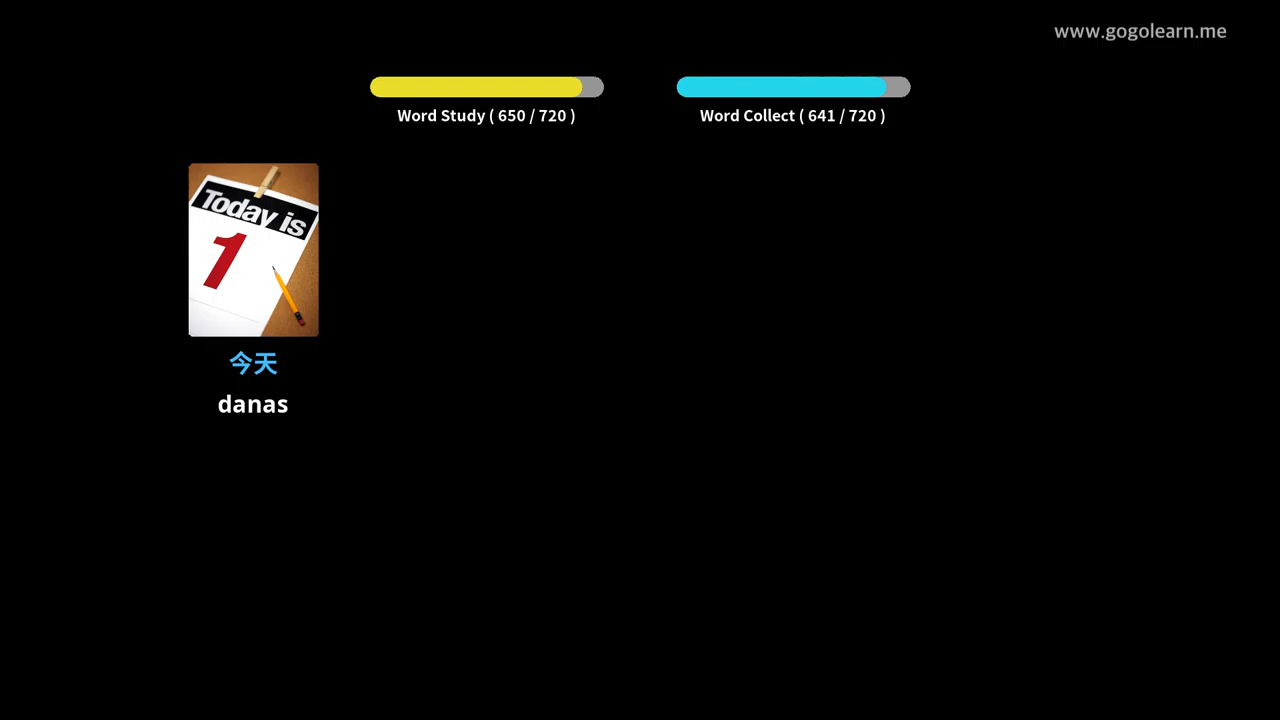 www.gogolearn.me
Word Study ( 650 / 720 )
Word Collect ( 641 / 720 )
Today is
1
今天
danas